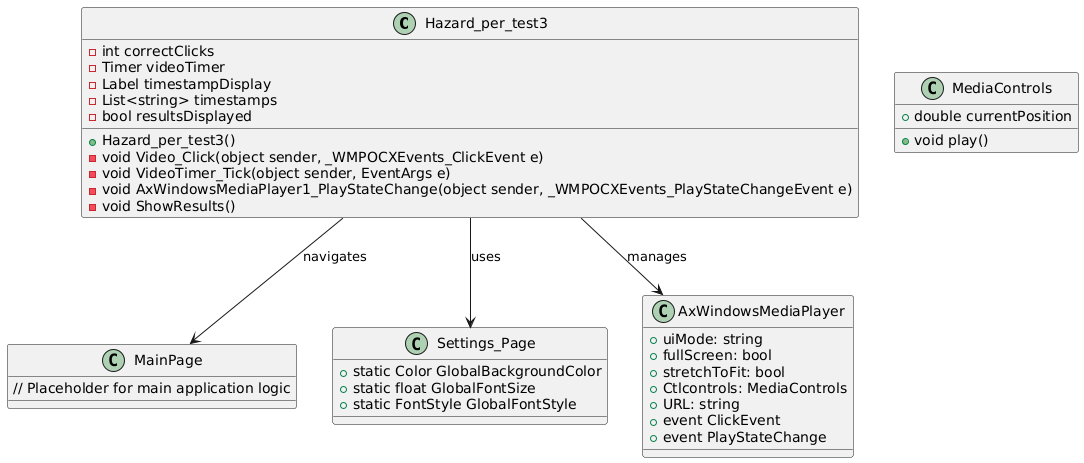 C Hazard_per_test3
int correctClicks
Timer videoTimer
Label timestampDisplay
List<string> timestamps
bool resultsDisplayed
Hazard_per_test3()
void Video_Click(object sender, _WMPOCXEvents_ClickEvent e)
void VideoTimer_Tick(object sender, EventArgs e)
void AxWindowsMediaPlayer1_PlayStateChange(object sender, _WMPOCXEvents_PlayStateChangeEvent e)
void ShowResults()
C MediaControls
double currentPosition
void play()
navigates
uses
manages
C MainPage
// Placeholder for main application logic
C Settings_Page
static Color GlobalBackgroundColor
static float GlobalFontSize
static FontStyle GlobalFontStyle
C AxWindowsMediaPlayer
uiMode: string
fullScreen: bool
stretchToFit: bool
Ctlcontrols: MediaControls
URL: string
event ClickEvent
event PlayStateChange